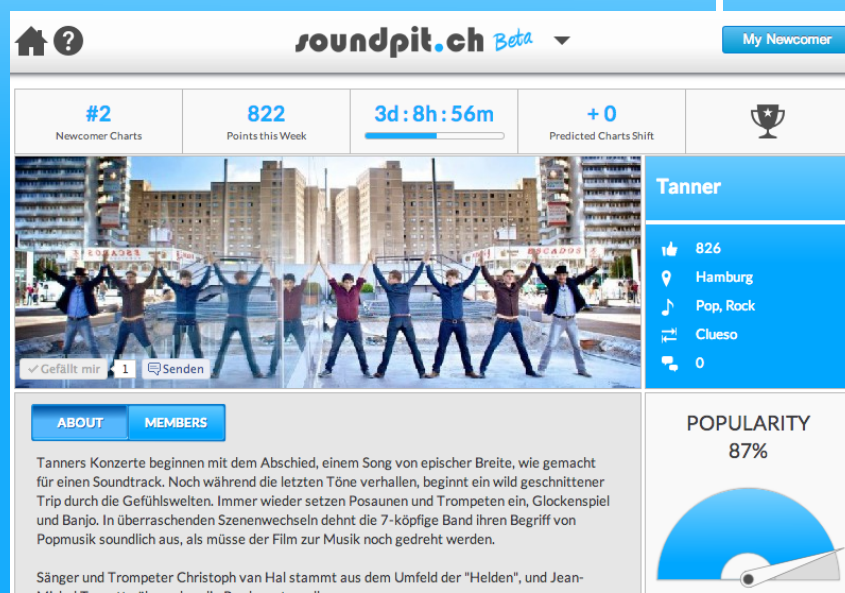 soundpit.ch Beta
My Newcomer
#2
Newcomer Charts
822
Points this Week
3d : 8h : 56m
+ 0
Predicted Charts Shift
ESCADOS
Tanner
826
Hamburg
Pop, Rock
Clueso
0
Gefällt mir 1 Senden
ABOUT MEMBERS
POPULARITY
87%
Tanners Konzerte beginnen mit dem Abschied, einem Song von epischer Breite, wie gemacht
für einen Soundtrack. Noch während die letzten Töne verhallen, beginnt ein wild geschnittener
Trip durch die Gefühlswelten. Immer wieder setzen Posaunen und Trompeten ein, Glockenspiel
und Banjo. In überraschenden Szenenwechseln dehnt die 7-köpfige Band ihren Begriff von
Popmusik soundlich aus, als müsse der Film zur Musik noch gedreht werden.
Sänger und Trompeter Christoph van Hal stammt aus dem Umfeld der "Helden", und Jean-